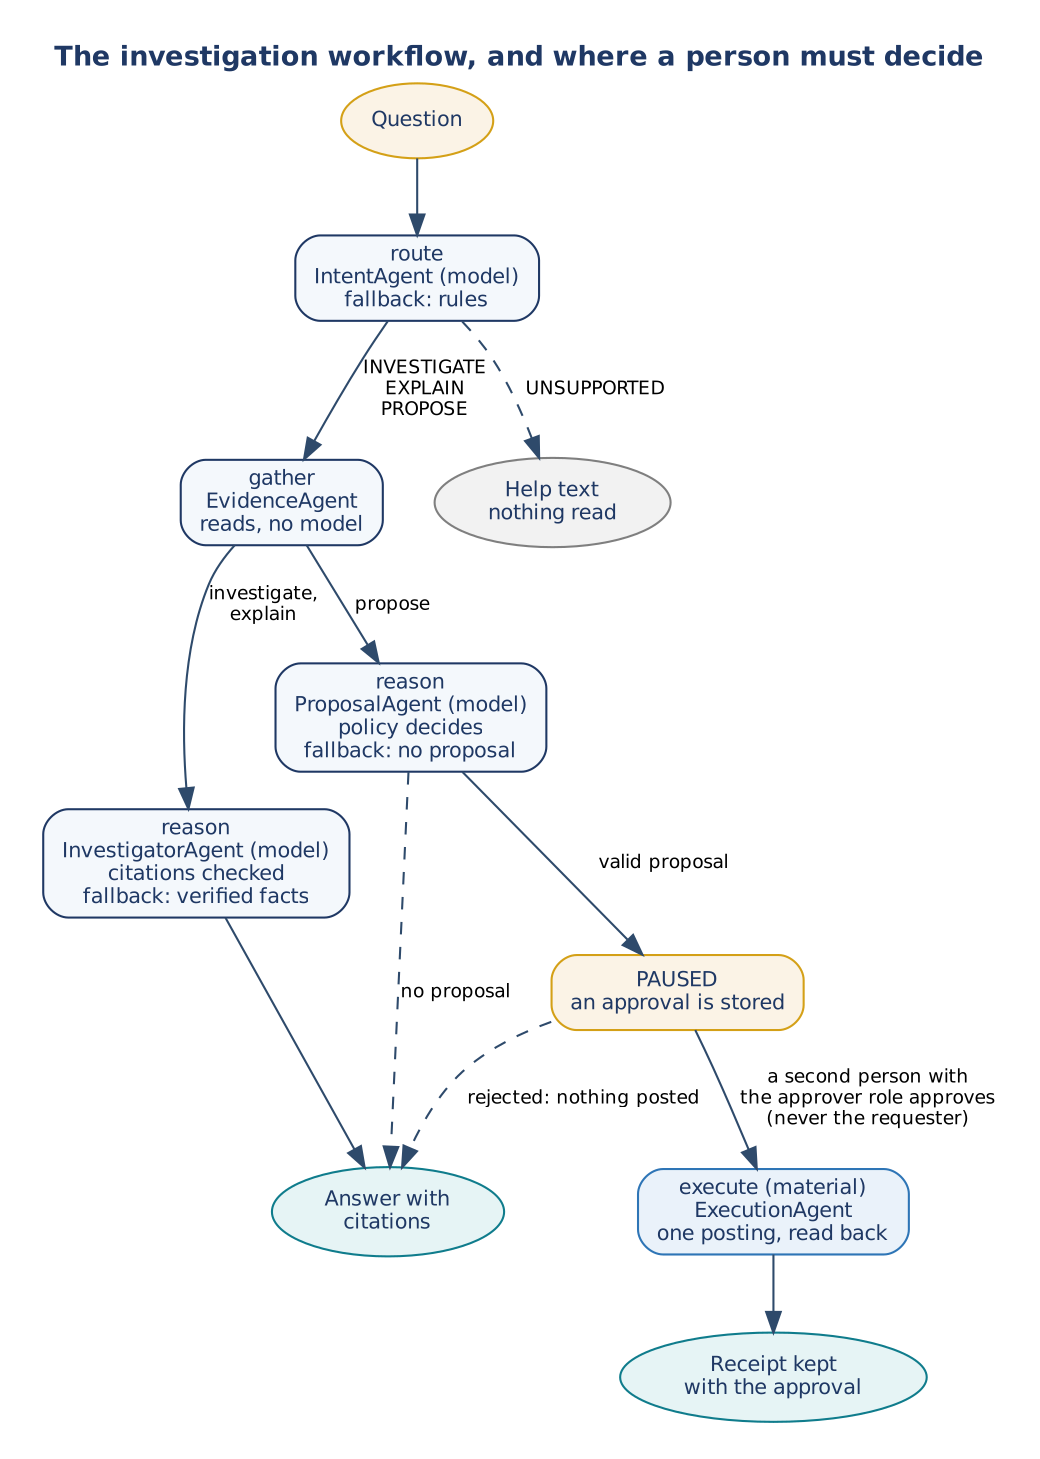 The investigation workflow, and where a person must decide
Question
route
IntentAgent (model)
fallback: rules
INVESTIGATE
EXPLAIN
PROPOSE
UNSUPPORTED
gather
EvidenceAgent
reads, no model
Help text
nothing read
investigate,
explain
propose
reason
ProposalAgent (model)
policy decides
fallback: no proposal
reason
InvestigatorAgent (model)
citations checked
fallback: verified facts
valid proposal
no proposal
PAUSED
an approval is stored
rejected: nothing posted
a second person with
the approver role approves
(never the requester)
Answer with
citations
execute (material)
ExecutionAgent
one posting, read back
Receipt kept
with the approval